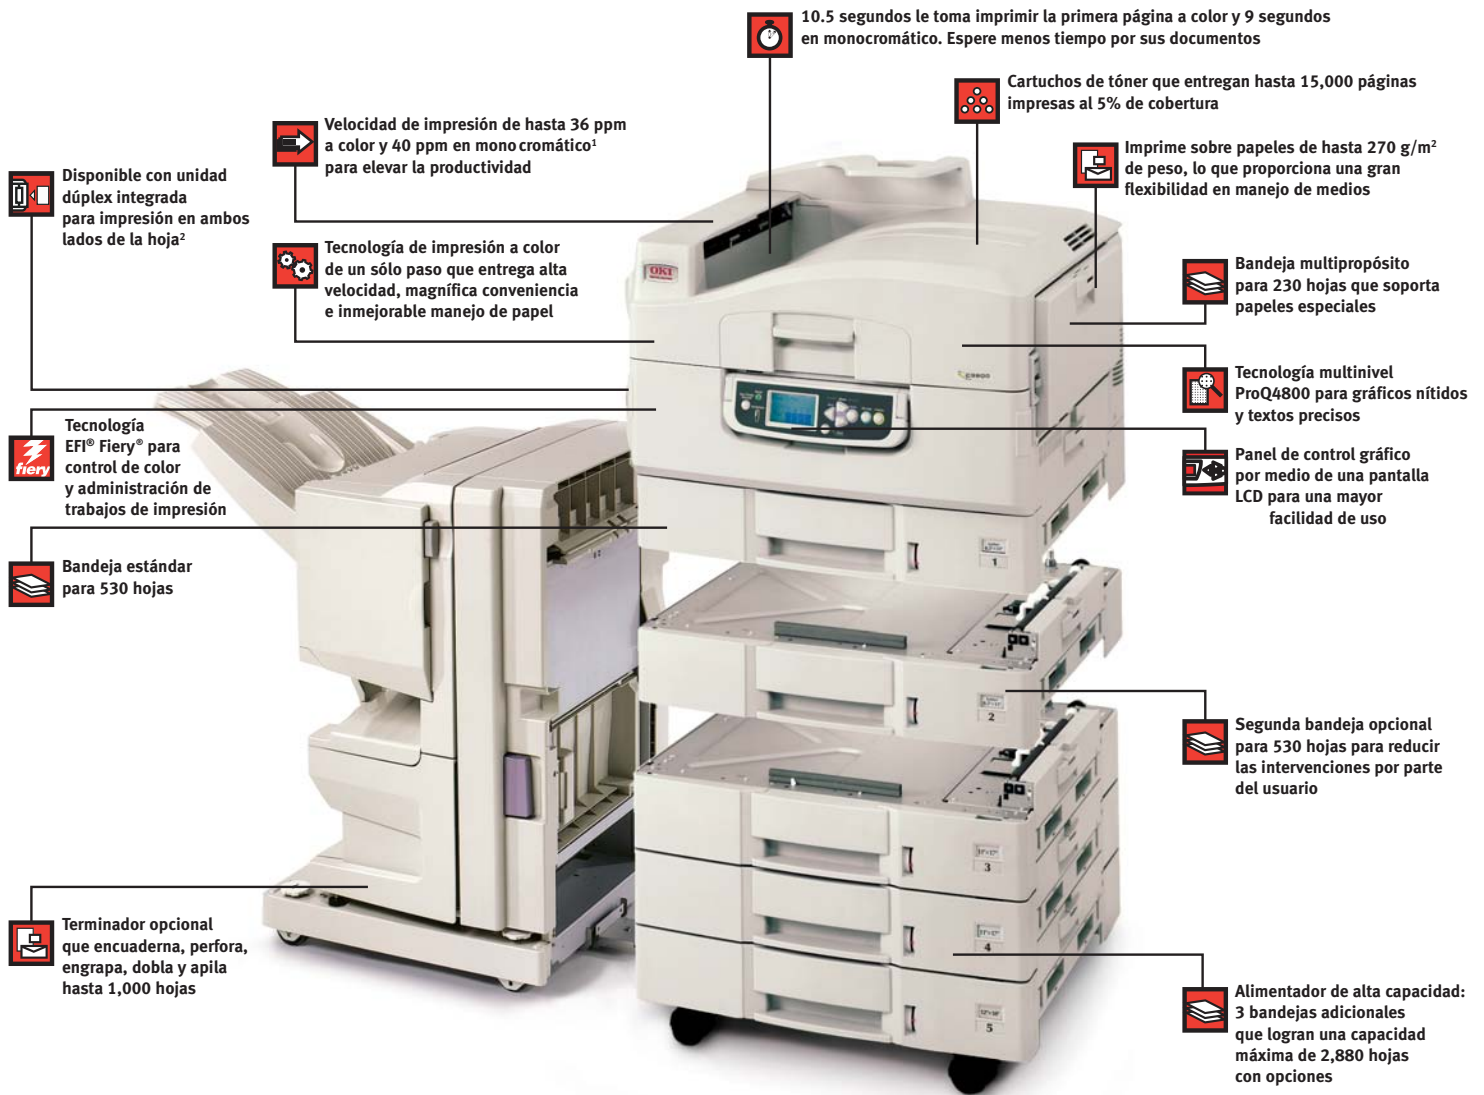 10.5 segundos le toma imprimir la primera página a color y 9 segundos
en monocromático. Espere menos tiempo por sus documentos
Cartuchos de tóner que entregan hasta 15,000 páginas
impresas al 5% de cobertura
Velocidad de impresión de hasta 36 ppm
a color y 40 ppm en monocromático¹
para elevar la productividad
Imprime sobre papeles de hasta 270 g/m²
de peso, lo que proporciona una gran
flexibilidad en manejo de medios
Disponible con unidad
dúplex integrada
para impresión en ambos
lados de la hoja²
Tecnología de impresión a color
de un sólo paso que entrega alta
velocidad, magnífica conveniencia
e inmejorable manejo de papel
OKI
Bandeja multipropósito
para 230 hojas que soporta
papeles especiales
C9800
Tecnología multinivel
ProQ4800 para gráficos nítidos
y textos precisos
fiery
Tecnología
EFI® Fiery® para
control de color
y administración de
trabajos de impresión
Panel de control gráfico
por medio de una pantalla
LCD para una mayor
facilidad de uso
Bandeja estándar
para 530 hojas
1
2
Segunda bandeja opcional
para 530 hojas para reducir
las intervenciones por parte
del usuario
11"x17"
3
Terminador opcional
que encuaderna, perfora,
engrapa, dobla y apila
hasta 1,000 hojas
11"x17"
4
Alimentador de alta capacidad:
3 bandejas adicionales
que logran una capacidad
máxima de 2,880 hojas
con opciones
5